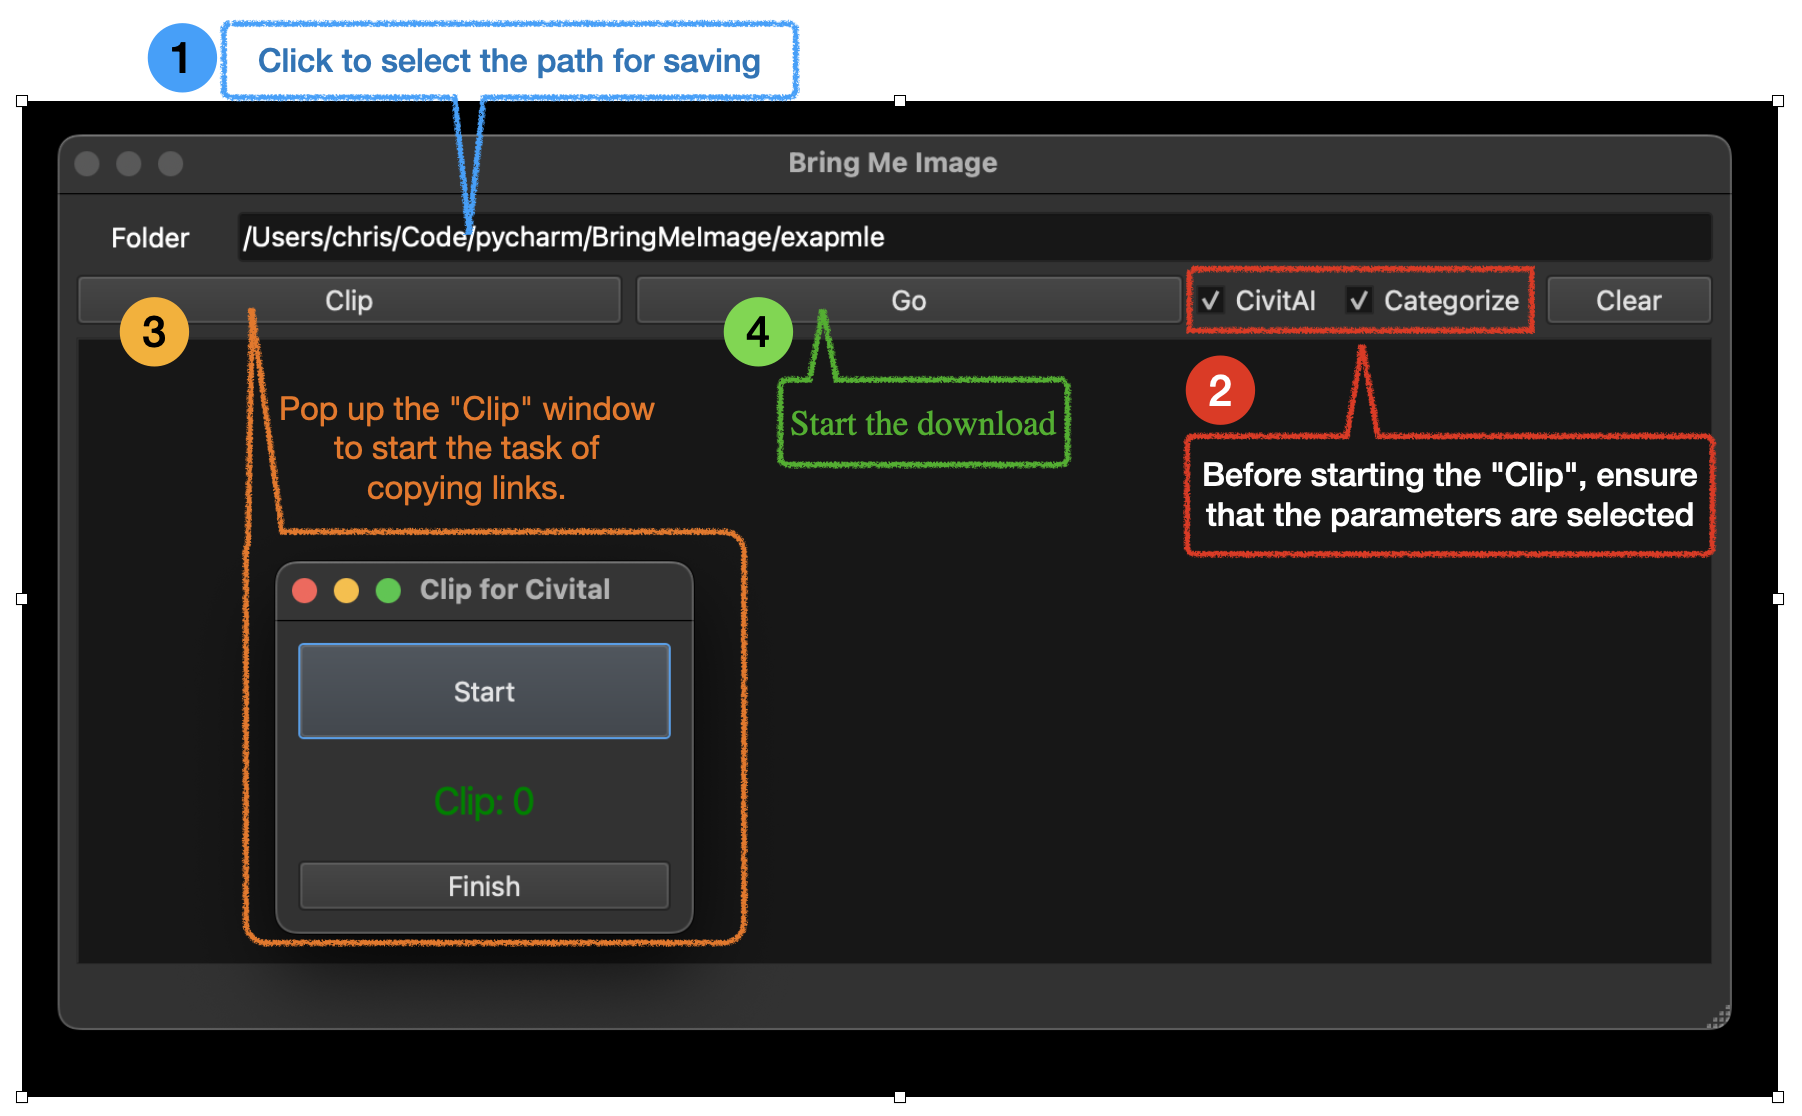 1
Click to select the path for saving
Bring Me Image
Folder
/Users/chris/Code/pycharm/BringMeImage/exapmle
Clip
Go
CivitAI
Categorize
Clear
3
4
2
Pop up the "Clip" window
to start the task of
copying links.
Start the download
Before starting the "Clip", ensure
that the parameters are selected
Clip for Civital
Start
Clip: 0
Finish